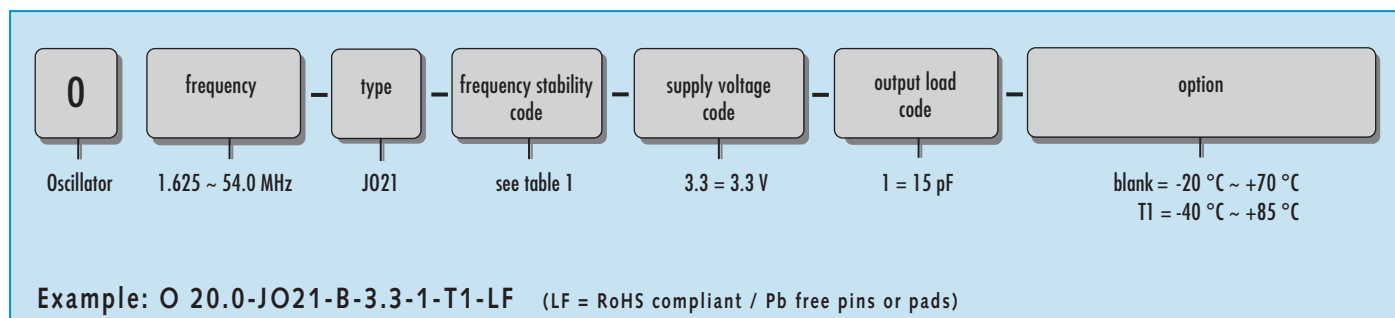 O
frequency
–
type
–
frequency stability
code
–
supply voltage
code
–
output load
code
–
option
Oscillator
1.625 ~ 54.0 MHz
JO21
see table 1
3.3 = 3.3 V
1 = 15 pF
blank = -20 °C ~ +70 °C
T1 = -40 °C ~ +85 °C
Example: O 20.0-JO21-B-3.3-1-T1-LF (LF = RoHS compliant / Pb free pins or pads)